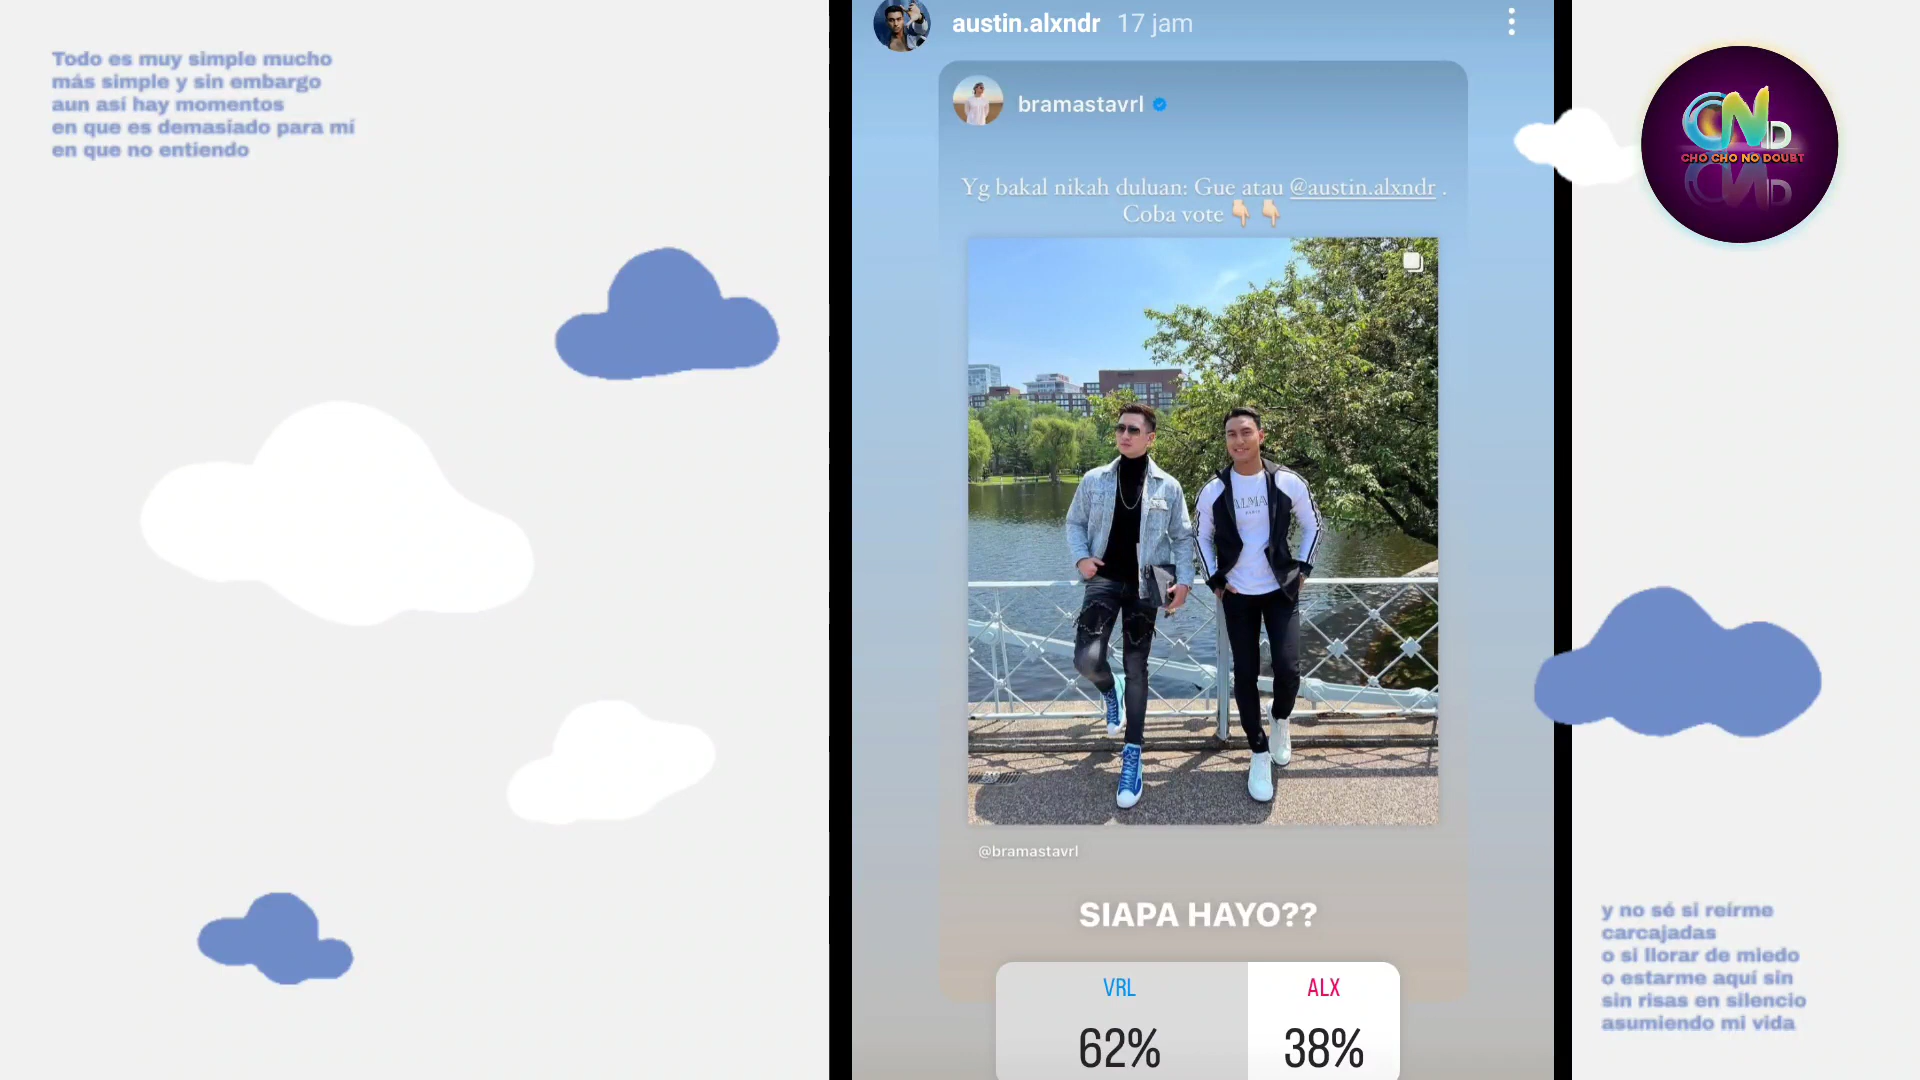 Todo es muy simple mucho
más simple y sin embargo
aun así hay momentos
en que es demasiado para mí
en que no entiendo
austin.alxndr 17 jam
bramastavrl
Yg bakal nikah duluan: Gue atau @austin.alxndr .
Coba vote 👇🏻 👇🏻
ALMA
PARIS
@bramastavrl
SIAPA HAYO??
VRL ALX
62% 38%
CND
CHO CHO NO DOUBT
y no sé si reírme
carcajadas
o si llorar de miedo
o estarme aquí sin
sin risas en silencio
asumiendo mi vida